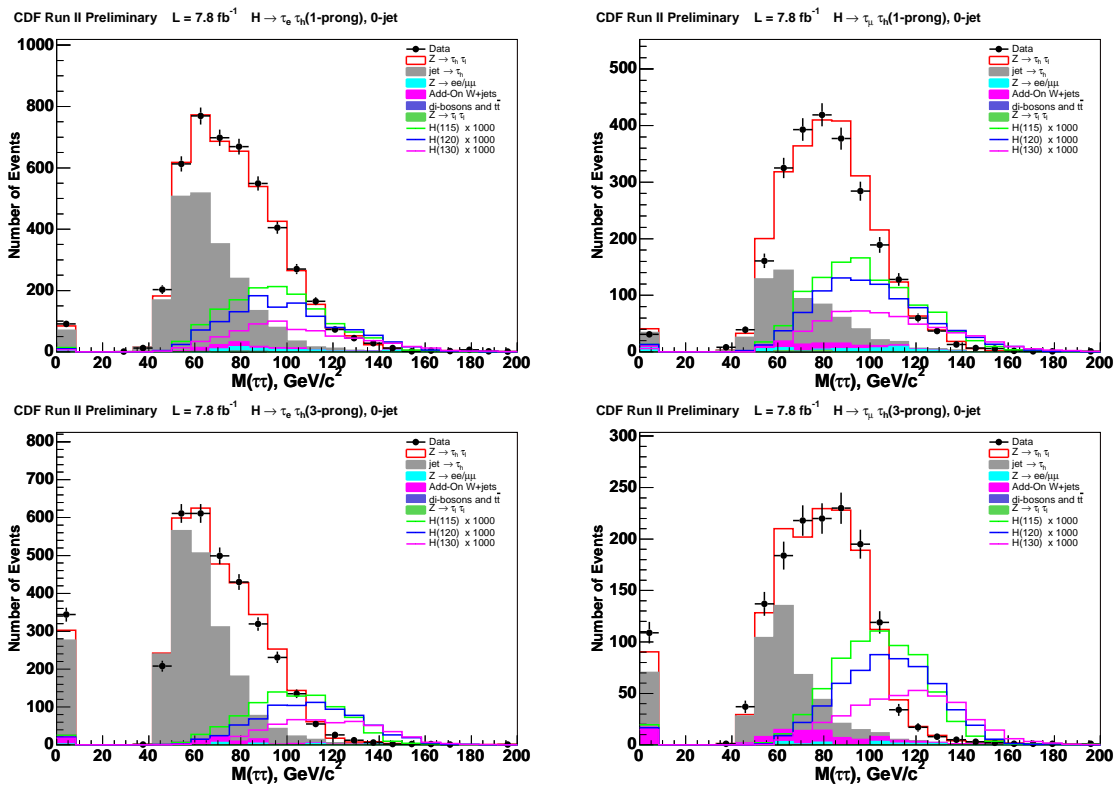 CDF Run II Preliminary L = 7.8 fb⁻¹ H → τₑ τₕ(1-prong), 0-jet
Number of Events
1000
800
600
400
200
0
Data
Z → τₕ τₗ
jet → τₕ
Z → ee/μμ
Add-On W+jets
di-bosons and tt̄
Z → τₗ τₗ
H(115) x 1000
H(120) x 1000
H(130) x 1000
0 20 40 60 80 100 120 140 160 180 200
M(ττ), GeV/c²
CDF Run II Preliminary L = 7.8 fb⁻¹ H → τ_μ τₕ(1-prong), 0-jet
Number of Events
500
400
300
200
100
0
Data
Z → τₕ τₗ
jet → τₕ
Z → ee/μμ
Add-On W+jets
di-bosons and tt̄
Z → τₗ τₗ
H(115) x 1000
H(120) x 1000
H(130) x 1000
0 20 40 60 80 100 120 140 160 180 200
M(ττ), GeV/c²
CDF Run II Preliminary L = 7.8 fb⁻¹ H → τₑ τₕ(3-prong), 0-jet
Number of Events
800
700
600
500
400
300
200
100
0
Data
Z → τₕ τₗ
jet → τₕ
Z → ee/μμ
Add-On W+jets
di-bosons and tt̄
Z → τₗ τₗ
H(115) x 1000
H(120) x 1000
H(130) x 1000
0 20 40 60 80 100 120 140 160 180 200
M(ττ), GeV/c²
CDF Run II Preliminary L = 7.8 fb⁻¹ H → τ_μ τₕ(3-prong), 0-jet
Number of Events
300
250
200
150
100
50
0
Data
Z → τₕ τₗ
jet → τₕ
Z → ee/μμ
Add-On W+jets
di-bosons and tt̄
Z → τₗ τₗ
H(115) x 1000
H(120) x 1000
H(130) x 1000
0 20 40 60 80 100 120 140 160 180 200
M(ττ), GeV/c²